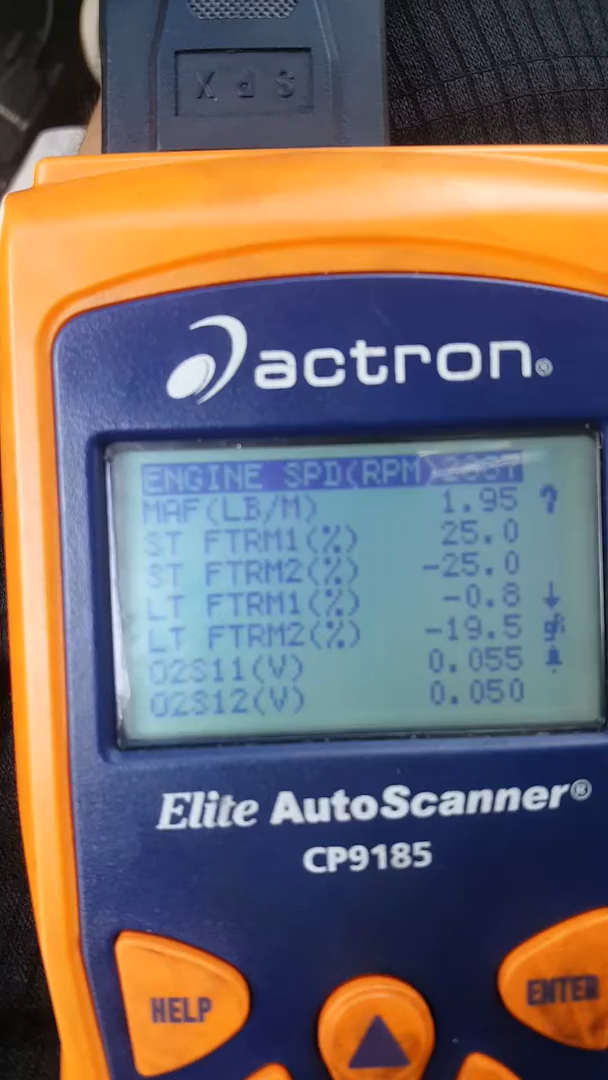 SPX
actron®
ENGINE SPD(RPM)
MAF(LB/M) 1.95
ST FTRM1(%) 25.0
ST FTRM2(%) -25.0
LT FTRM1(%) -0.8
LT FTRM2(%) -19.5
O2S11(V) 0.055
O2S12(V) 0.050
Elite AutoScanner®
CP9185
HELP
ENTER